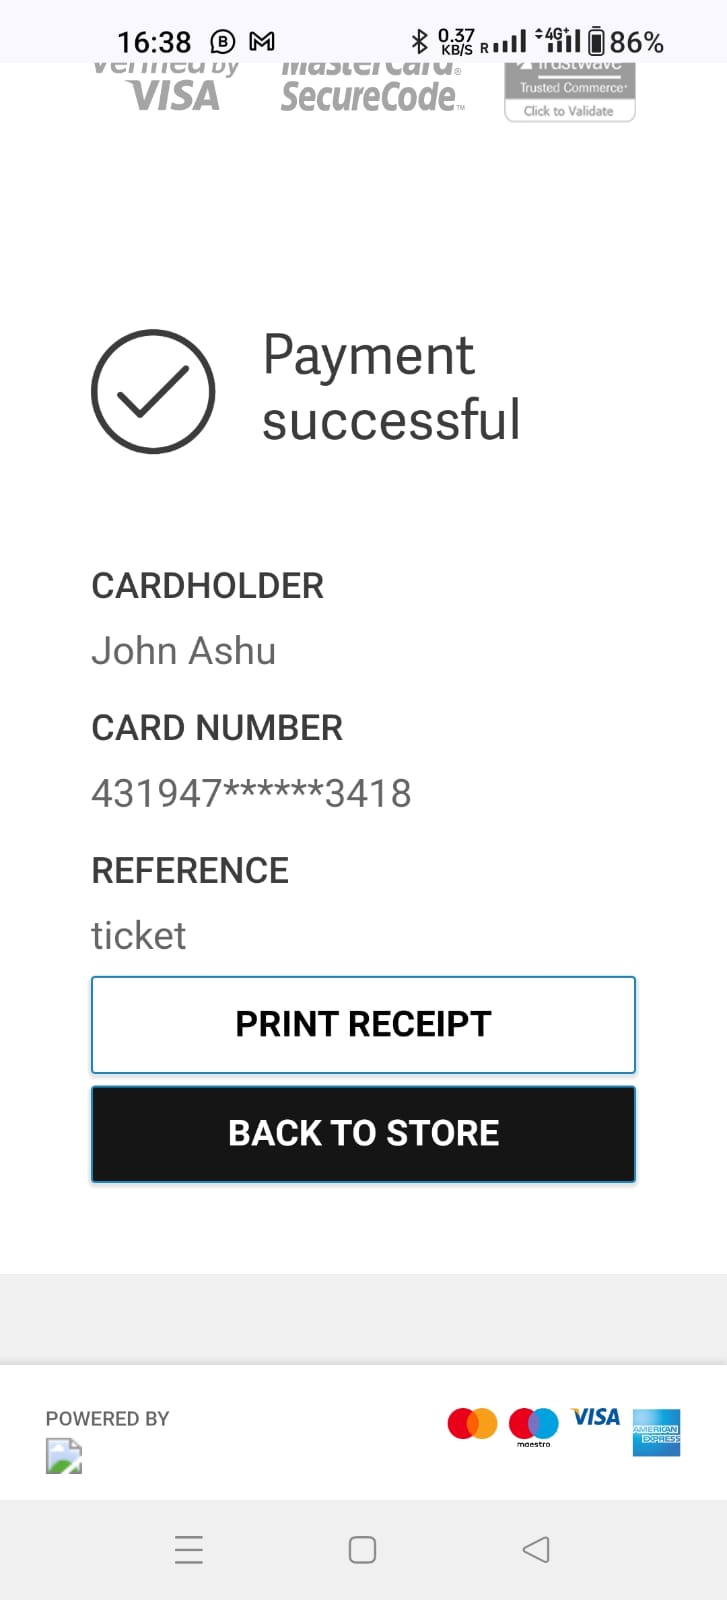 16:38 B M 0.37 KB/S R 4G+ 86%
Verified by
VISA
MasterCard®
SecureCode™
Trustwave
Trusted Commerce
Click to Validate
Payment
successful
CARDHOLDER
John Ashu
CARD NUMBER
431947******3418
REFERENCE
ticket
PRINT RECEIPT
BACK TO STORE
POWERED BY
maestro
VISA
AMERICAN
EXPRESS